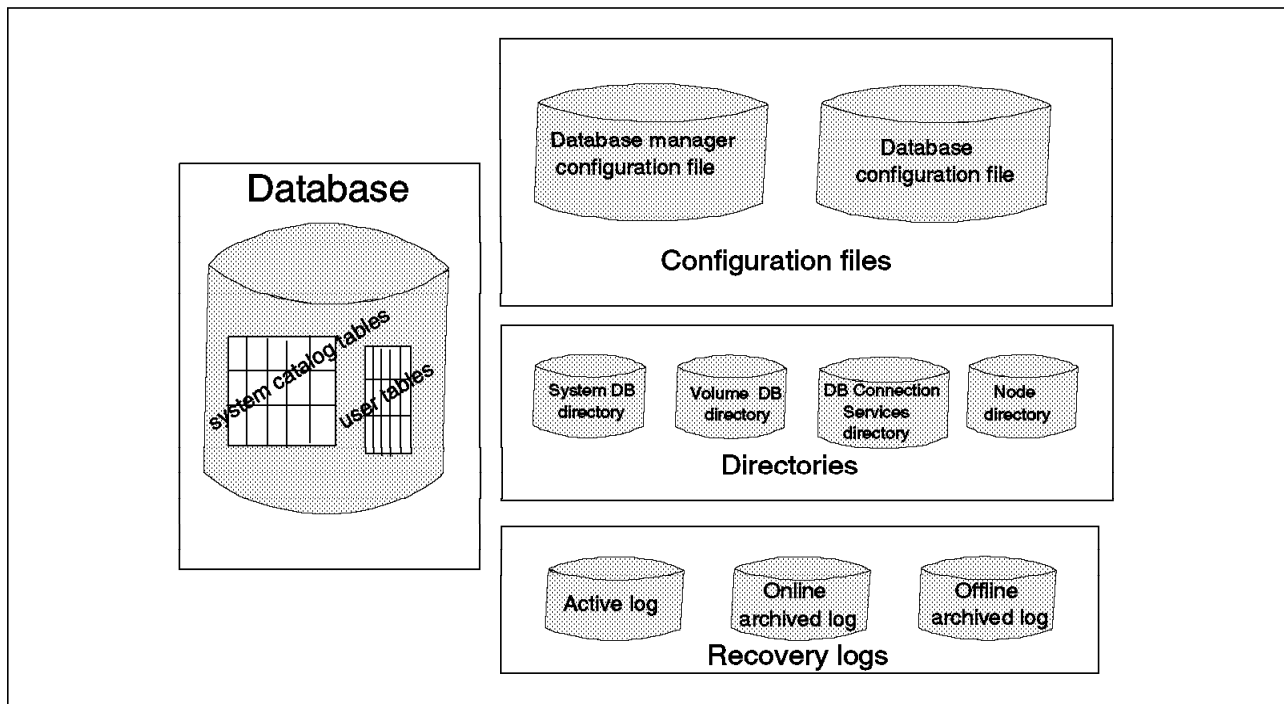 Database
system catalog tables
user tables
Database manager
configuration file
Database
configuration file
Configuration files
System DB
directory
Volume DB
directory
DB Connection
Services
directory
Node
directory
Directories
Active log
Online
archived log
Offline
archived log
Recovery logs